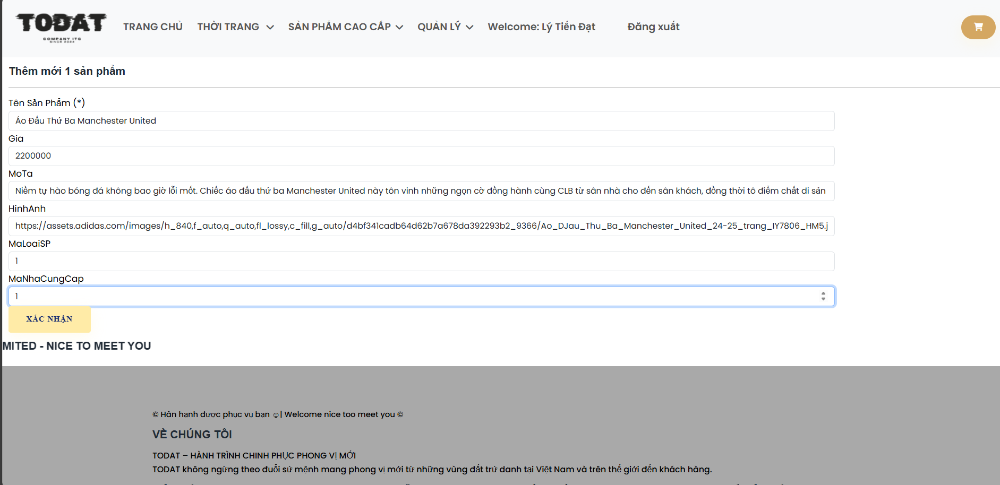 TODAT
COMPANY ITC
SINCE 2024
TRANG CHỦ THỜI TRANG SẢN PHẨM CAO CẤP QUẢN LÝ Welcome: Lý Tiến Đạt Đăng xuất
Thêm mới 1 sản phẩm
Tên Sản Phẩm (*)
Áo Đấu Thứ Ba Manchester United
Gia
2200000
MoTa
Niềm tự hào bóng đá không bao giờ lỗi mốt. Chiếc áo đấu thứ ba Manchester United này tôn vinh những ngọn cờ đồng hành cùng CLB từ sân nhà cho đến sân khách, đồng thời tô điểm chất di sản
HinhAnh
https://assets.adidas.com/images/h_840,f_auto,q_auto,fl_lossy,c_fill,g_auto/d4bf341cadb64d62b7a678da392293b2_9366/Ao_DJau_Thu_Ba_Manchester_United_24-25_trang_IY7806_HM5.j
MaLoaiSP
1
MaNhaCungCap
1
XÁC NHẬN
MITED - NICE TO MEET YOU
© Hân hạnh được phục vụ bạn ☺| Welcome nice too meet you ©
VỀ CHÚNG TÔI
TODAT – HÀNH TRÌNH CHINH PHỤC PHONG VỊ MỚI
TODAT không ngừng theo đuổi sứ mệnh mang phong vị mới từ những vùng đất trứ danh tại Việt Nam và trên thế giới đến khách hàng.